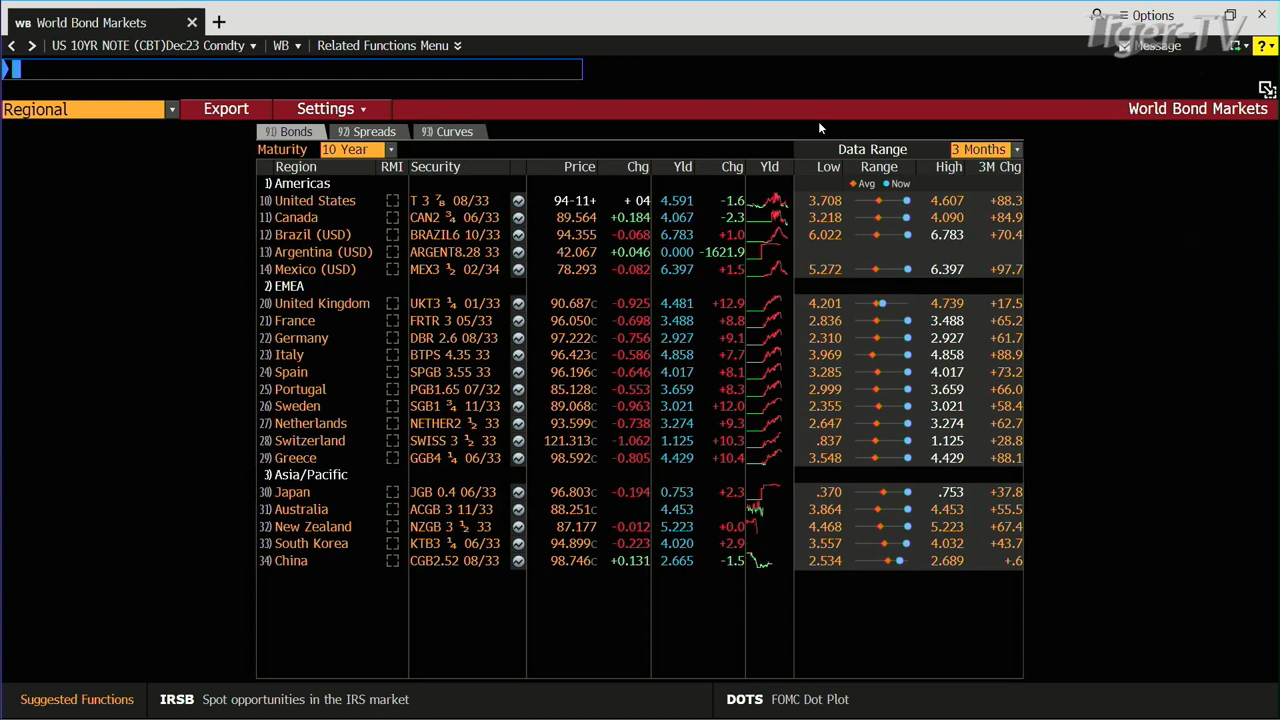 WB World Bond Markets × +
Options
US 10YR NOTE (CBT)Dec23 Comdty WB Related Functions Menu
Message ?
Tiger-TV
Regional Export Settings World Bond Markets
91) Bonds 92) Spreads 93) Curves
Maturity 10 Year Data Range 3 Months
Region RMI Security Price Chg Yld Chg Yld Low Range High 3M Chg
1) Americas Avg Now
10) United States T 3 ⅞ 08/33 94-11+ + 04 4.591 -1.6 3.708 4.607 +88.3
11) Canada CAN2 ¾ 06/33 89.564 +0.184 4.067 -2.3 3.218 4.090 +84.9
12) Brazil (USD) BRAZIL6 10/33 94.355 -0.068 6.783 +1.0 6.022 6.783 +70.4
13) Argentina (USD) ARGENT8.28 33 42.067 +0.046 0.000 -1621.9
14) Mexico (USD) MEX3 ½ 02/34 78.293 -0.082 6.397 +1.5 5.272 6.397 +97.7
2) EMEA
20) United Kingdom UKT3 ¼ 01/33 90.687c -0.925 4.481 +12.9 4.201 4.739 +17.5
21) France FRTR 3 05/33 96.050c -0.698 3.488 +8.8 2.836 3.488 +65.2
22) Germany DBR 2.6 08/33 97.222c -0.756 2.927 +9.1 2.310 2.927 +61.7
23) Italy BTPS 4.35 33 96.423c -0.586 4.858 +7.7 3.969 4.858 +88.9
24) Spain SPGB 3.55 33 96.196c -0.646 4.017 +8.1 3.285 4.017 +73.2
25) Portugal PGB1.65 07/32 85.128c -0.553 3.659 +8.3 2.999 3.659 +66.0
26) Sweden SGB1 ¾ 11/33 89.068c -0.963 3.021 +12.0 2.355 3.021 +58.4
27) Netherlands NETHER2 ½ 33 93.599c -0.738 3.274 +9.3 2.647 3.274 +62.7
28) Switzerland SWISS 3 ½ 33 121.313c -1.062 1.125 +10.3 .837 1.125 +28.8
29) Greece GGB4 ¼ 06/33 98.592c -0.805 4.429 +10.4 3.548 4.429 +88.1
3) Asia/Pacific
30) Japan JGB 0.4 06/33 96.803c -0.194 0.753 +2.3 .370 .753 +37.8
31) Australia ACGB 3 11/33 88.251c 4.453 3.864 4.453 +55.5
32) New Zealand NZGB 3 ½ 33 87.177 -0.012 5.223 +0.0 4.468 5.223 +67.4
33) South Korea KTB3 ¼ 06/33 94.899c -0.223 4.020 +2.9 3.557 4.032 +43.7
34) China CGB2.52 08/33 98.746c +0.131 2.665 -1.5 2.534 2.689 +.6
Suggested Functions IRSB Spot opportunities in the IRS market DOTS FOMC Dot Plot